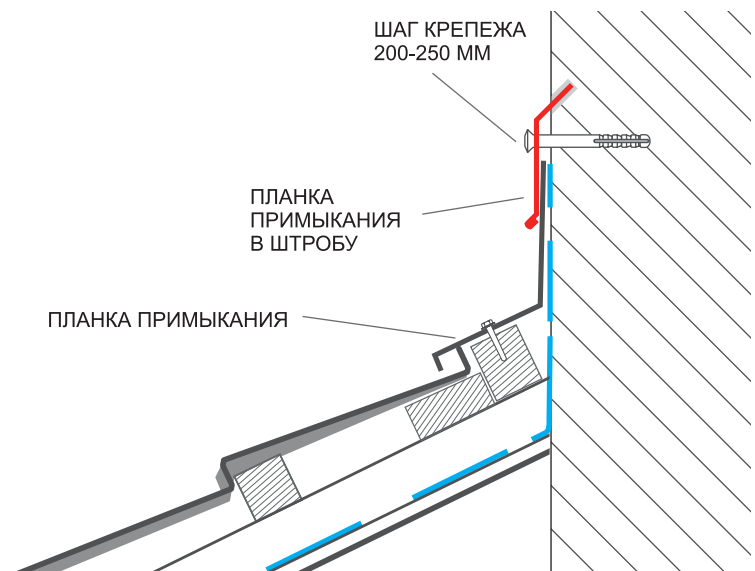 ШАГ КРЕПЕЖА
200-250 ММ
ПЛАНКА
ПРИМЫКАНИЯ
В ШТРОБУ
ПЛАНКА ПРИМЫКАНИЯ